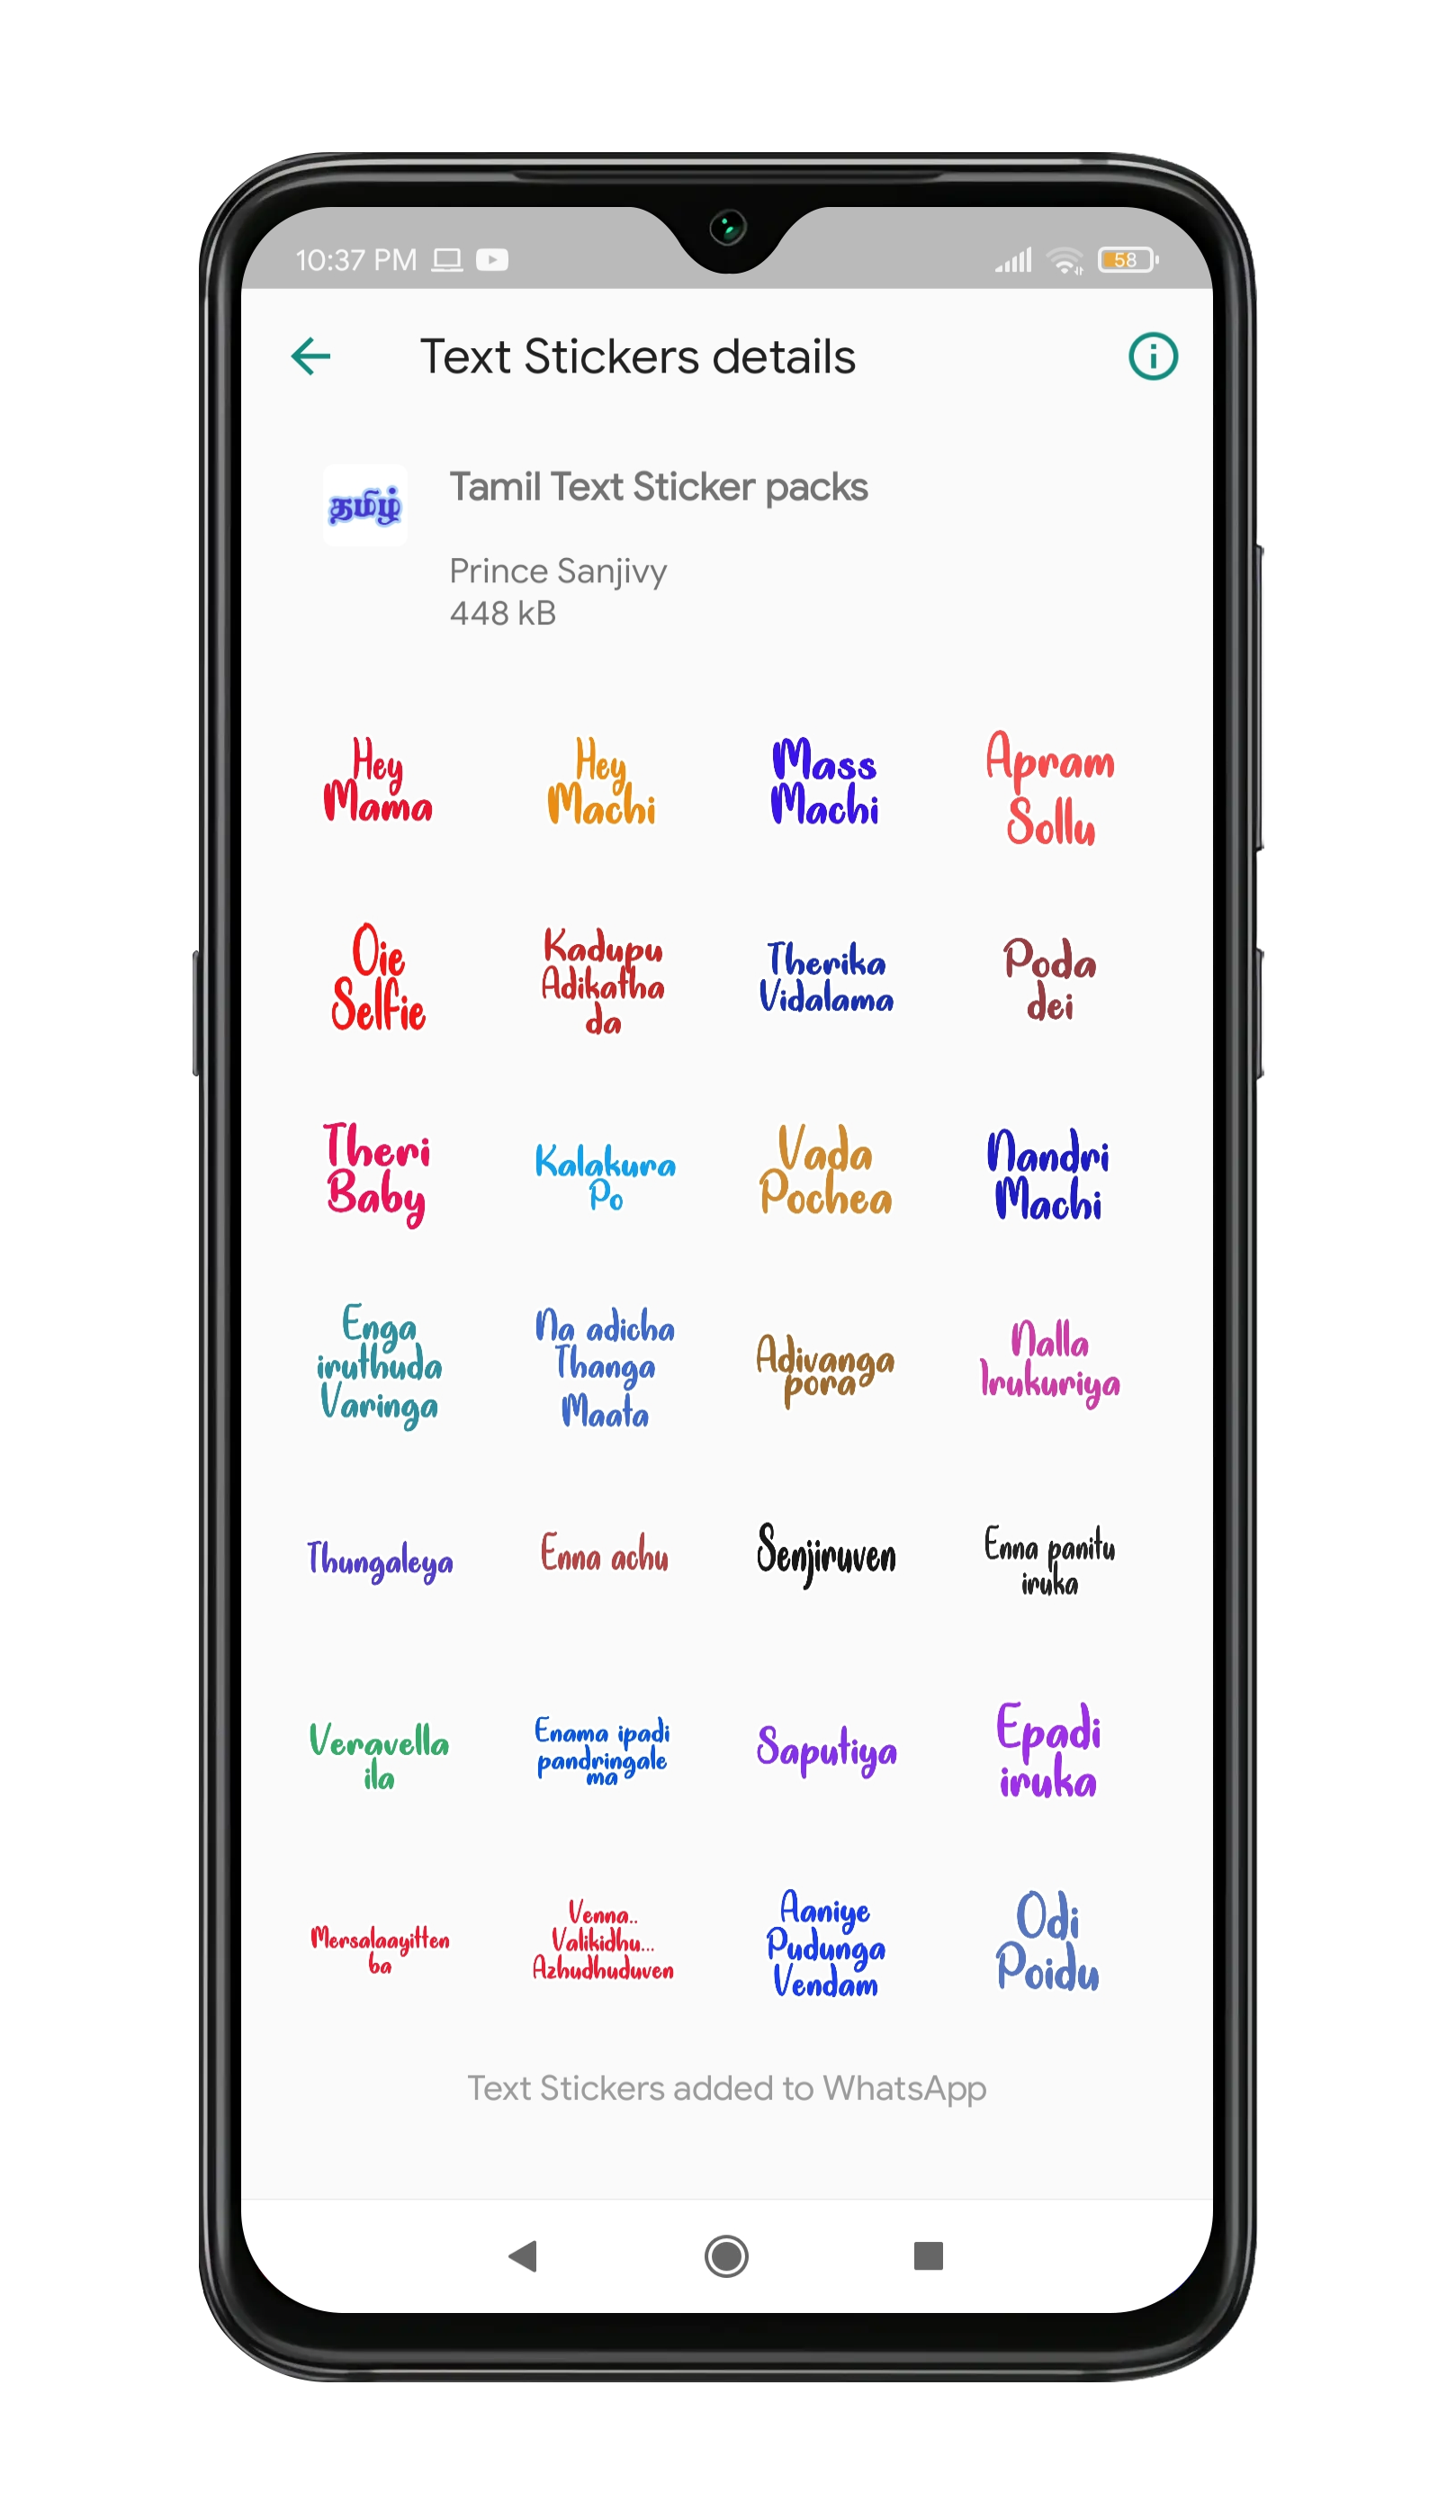 10:37 PM
58
Text Stickers details
தமிழ்
Tamil Text Sticker packs
Prince Sanjivy
448 kB
Hey
Mama
Hey
Machi
Mass
Machi
Apram
Sollu
Oie
Selfie
Kadupu
Adikatha
da
Therika
Vidalama
Poda
dei
Theri
Baby
Kalakura
Po
Vada
Pochea
Nandri
Machi
Enga
iruthuda
Varinga
Na adicha
Thanga
Maata
Adivanga
pora
Nalla
Irukuriya
Thungaleya
Enna achu
Senjiruven
Enna panitu
iruka
Veravella
ila
Enama ipadi
pandringale
ma
Saputiya
Epadi
iruka
Mersalaayitten
ba
Venna..
Valikidhu...
Azhudhuduven
Aaniye
Pudunga
Vendam
Odi
Poidu
Text Stickers added to WhatsApp